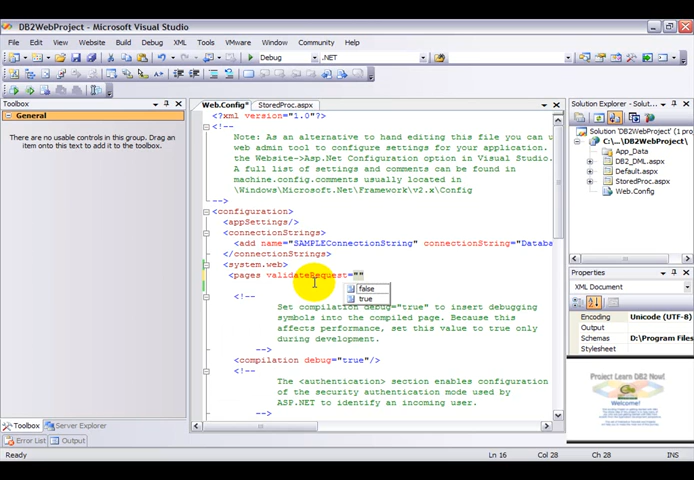 DB2WebProject - Microsoft Visual Studio
File Edit View Website Build Debug XML Tools VMware Window Community Help
Debug .NET
Toolbox
General
There are no usable controls in this group. Drag an
item onto this text to add it to the toolbox.
Web.Config* StoredProc.aspx
<?xml version="1.0"?>
<!--
Note: As an alternative to hand editing this file you can u
web admin tool to configure settings for your application.
the Website->Asp.Net Configuration option in Visual Studio.
A full list of settings and comments can be found in
machine.config.comments usually located in
\Windows\Microsoft.Net\Framework\v2.x\Config
-->
<configuration>
<appSettings/>
<connectionStrings>
<add name="SAMPLEConnectionString" connectionString="Databa
</connectionStrings>
<system.web>
<pages validateRequest=""
false
true
<!--
Set compilation debug="true" to insert debugging
symbols into the compiled page. Because this
affects performance, set this value to true only
during development.
-->
<compilation debug="true"/>
<!--
The <authentication> section enables configuration
of the security authentication mode used by
ASP.NET to identify an incoming user.
-->
Solution Explorer - Solut...
Solution 'DB2WebProject' (1 proj
C:\...\DB2WebProject\
App_Data
DB2_DML.aspx
Default.aspx
StoredProc.aspx
Web.Config
Properties
XML Document
Encoding Unicode (UTF-8)
Output
Schemas D:\Program Files
Stylesheet
Project Learn DB2 Now!
Toolbox Server Explorer
Error List Output
Ready Ln 16 Col 28 Ch 28 INS